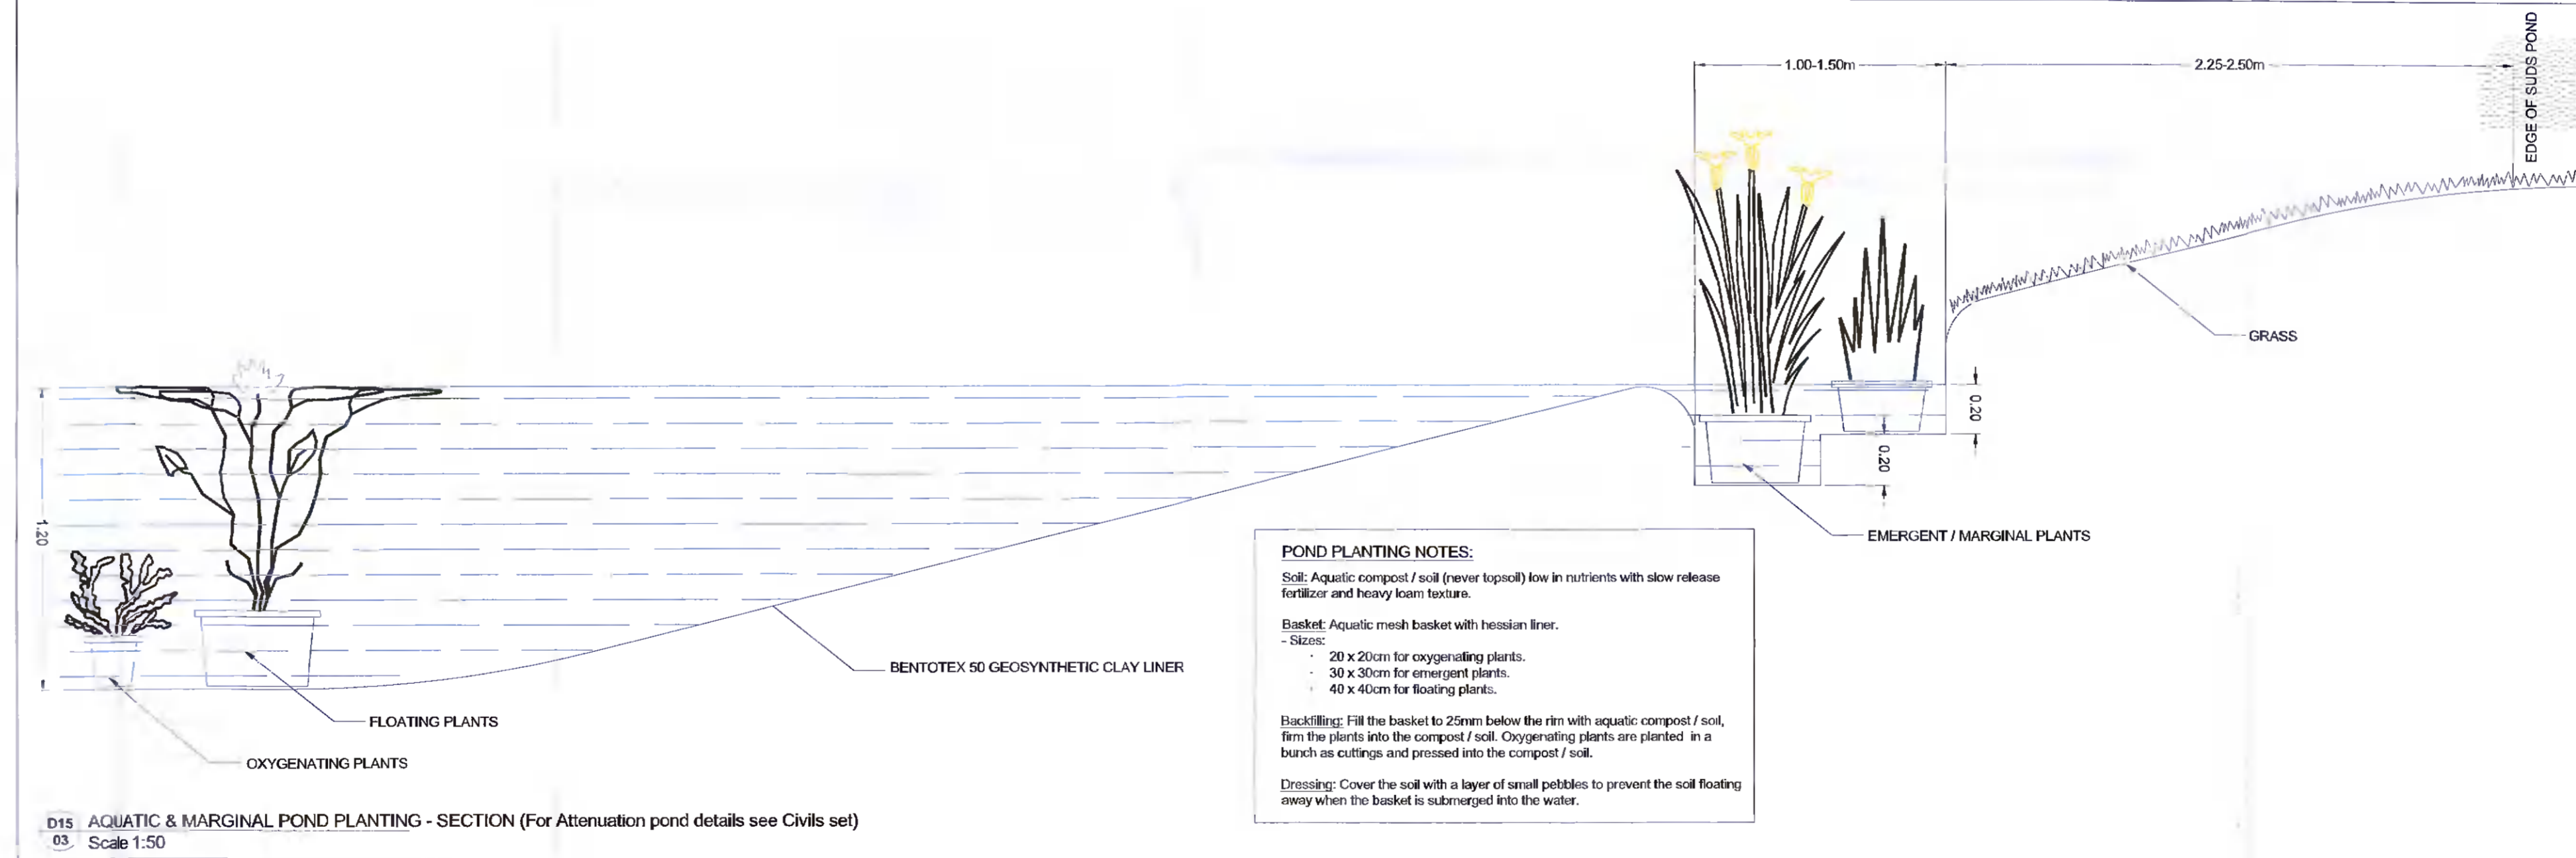 1.00-1.50m
2.25-2.50m
EDGE OF SUDS POND
GRASS
0.20
0.20
1.20
EMERGENT / MARGINAL PLANTS
BENTOTEX 50 GEOSYNTHETIC CLAY LINER
FLOATING PLANTS
OXYGENATING PLANTS
POND PLANTING NOTES:
Soil: Aquatic compost / soil (never topsoil) low in nutrients with slow release
fertilizer and heavy loam texture.
Basket: Aquatic mesh basket with hessian liner.
- Sizes:
· 20 x 20cm for oxygenating plants.
· 30 x 30cm for emergent plants.
· 40 x 40cm for floating plants.
Backfilling: Fill the basket to 25mm below the rim with aquatic compost / soil,
firm the plants into the compost / soil. Oxygenating plants are planted in a
bunch as cuttings and pressed into the compost / soil.
Dressing: Cover the soil with a layer of small pebbles to prevent the soil floating
away when the basket is submerged into the water.
D15
03
AQUATIC & MARGINAL POND PLANTING - SECTION (For Attenuation pond details see Civils set)
Scale 1:50